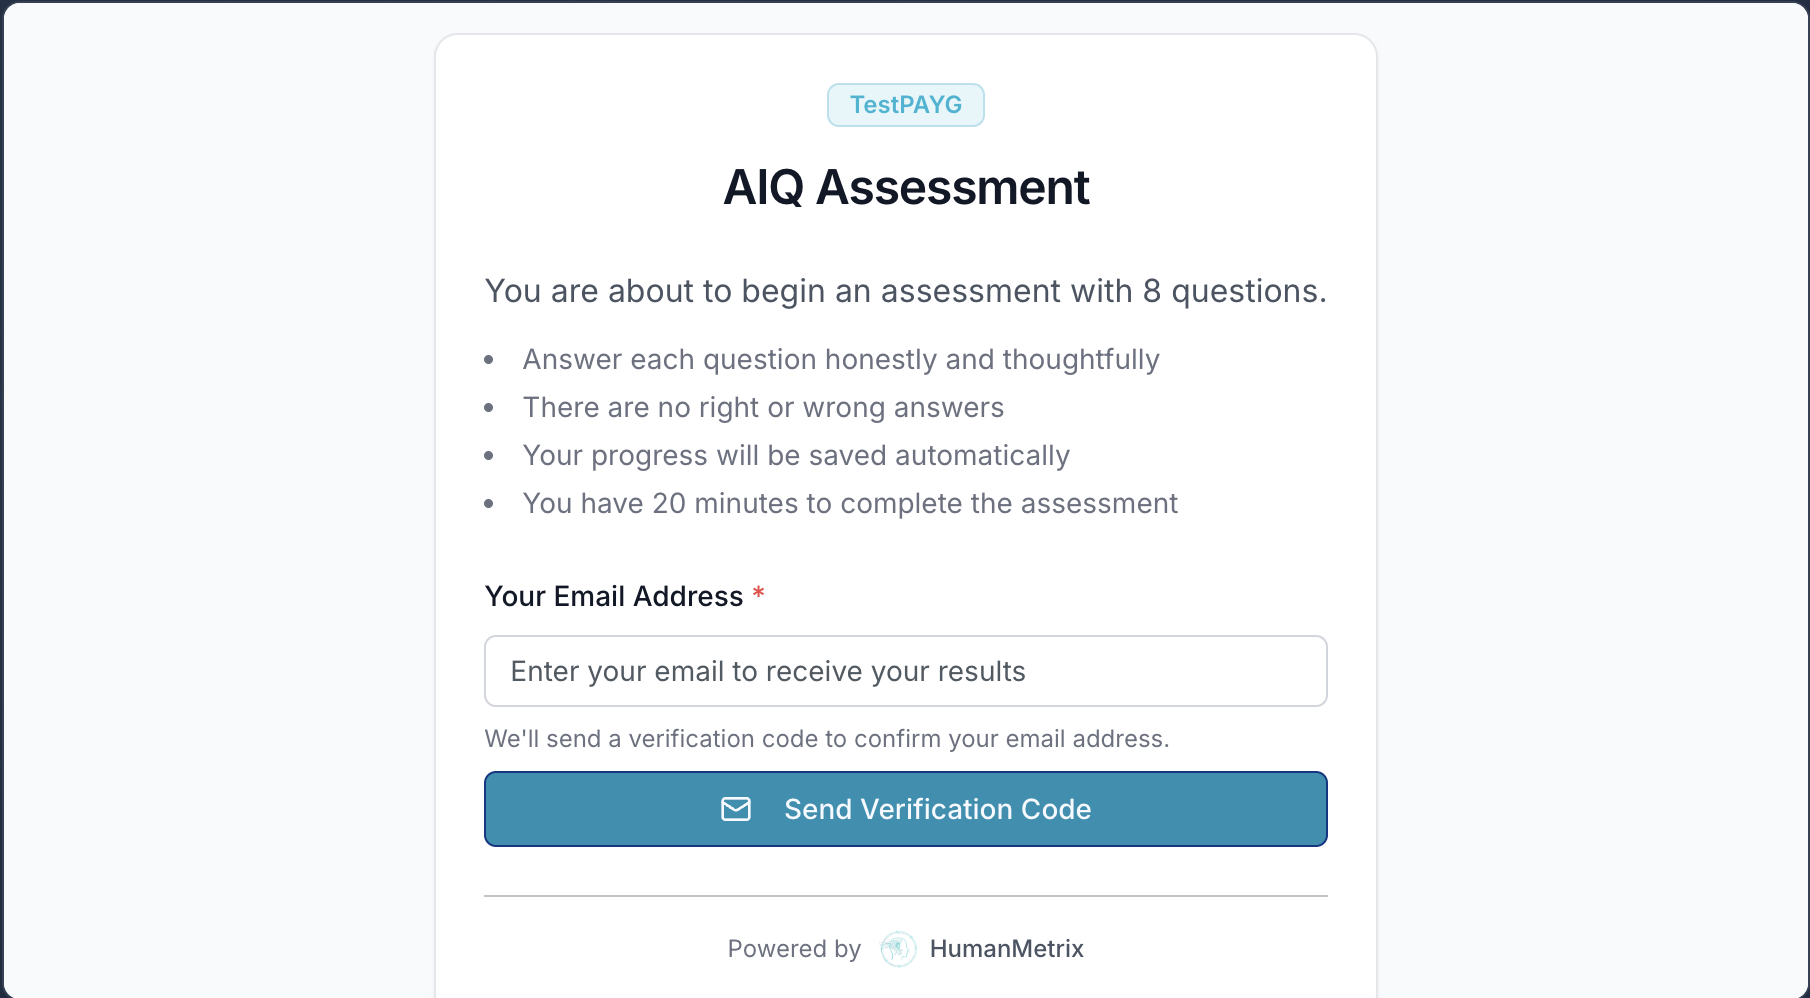 TestPAYG
AIQ Assessment
You are about to begin an assessment with 8 questions.
• Answer each question honestly and thoughtfully
• There are no right or wrong answers
• Your progress will be saved automatically
• You have 20 minutes to complete the assessment
Your Email Address *
Enter your email to receive your results
We'll send a verification code to confirm your email address.
Send Verification Code
Powered by HumanMetrix